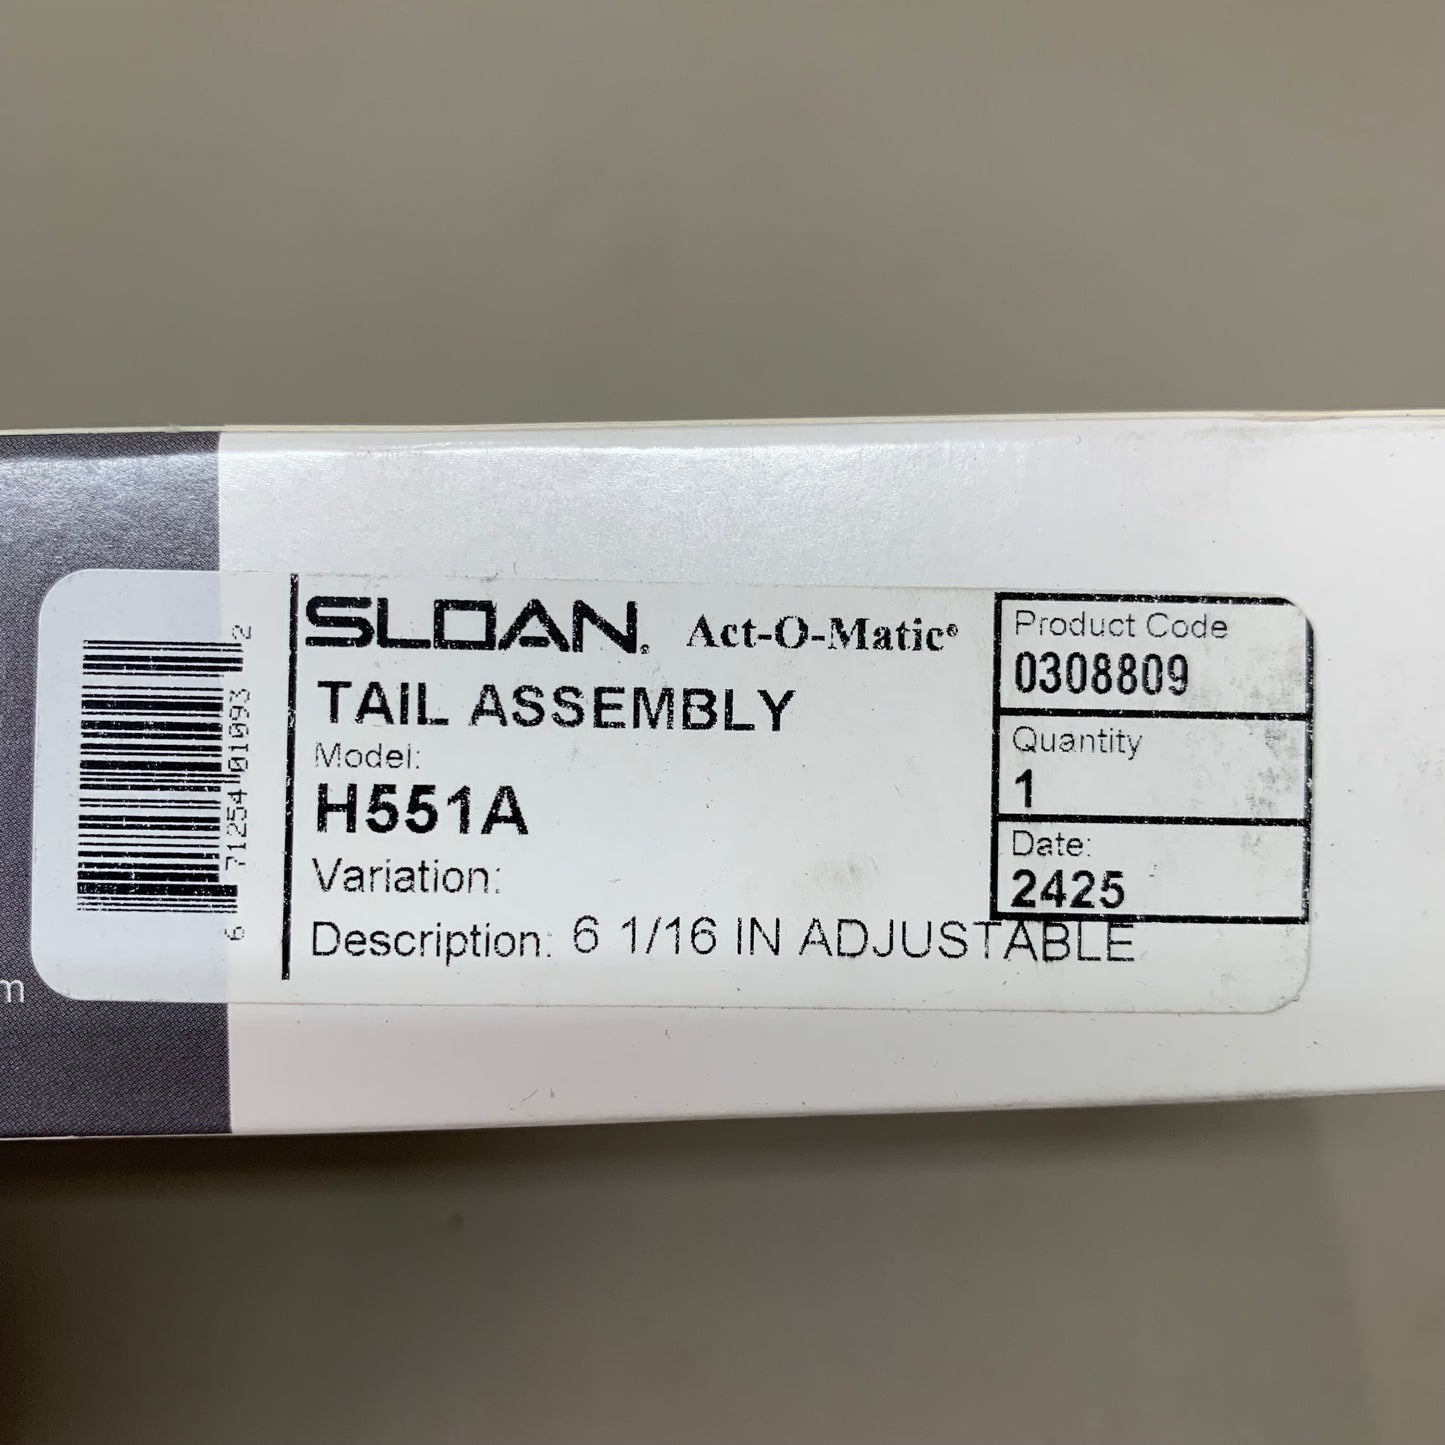 SLOAN® Act-O-Matic®
TAIL ASSEMBLY
Model:
H551A
Variation:
Description: 6 1/16 IN ADJUSTABLE
Product Code
0308809
Quantity
1
Date:
2425
6 71254 01093 2
m